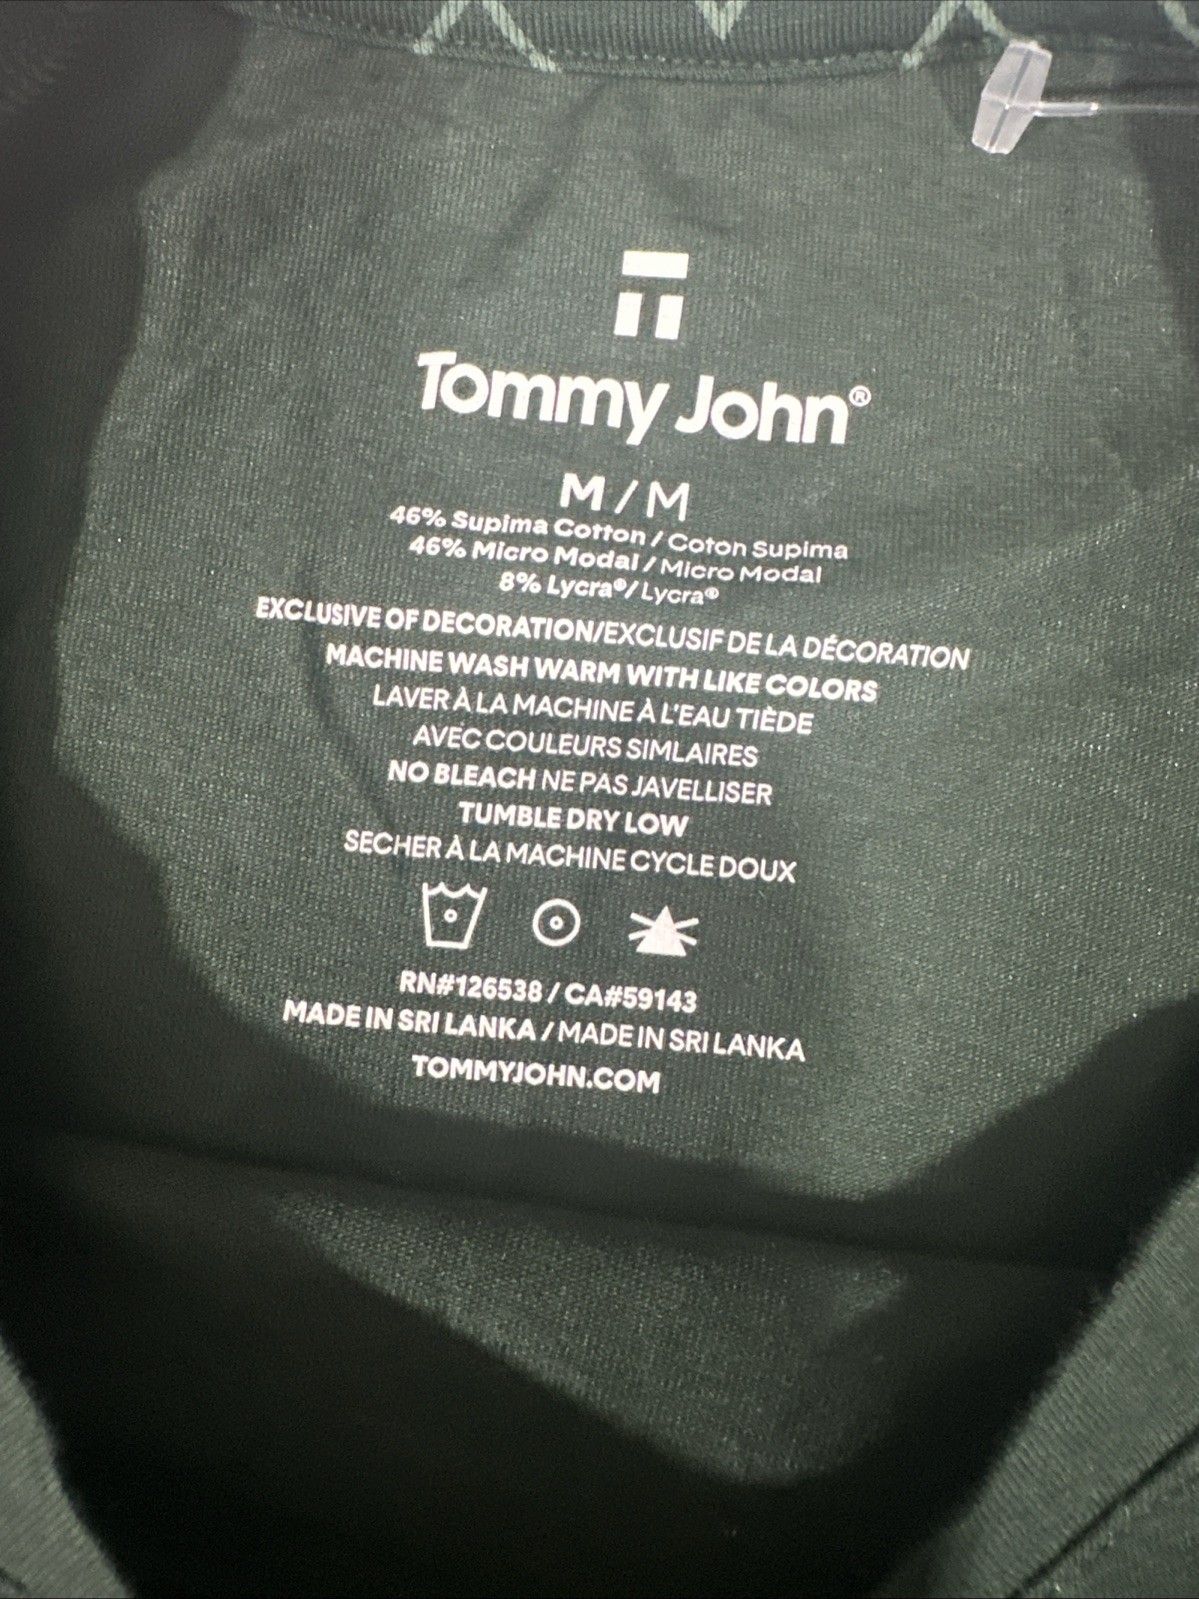 Tommy John®
M / M
46% Supima Cotton / Coton Supima
46% Micro Modal / Micro Modal
8% Lycra®/ Lycra®
EXCLUSIVE OF DECORATION/EXCLUSIF DE LA DÉCORATION
MACHINE WASH WARM WITH LIKE COLORS
LAVER À LA MACHINE À L'EAU TIÈDE
AVEC COULEURS SIMLAIRES
NO BLEACH NE PAS JAVELLISER
TUMBLE DRY LOW
SECHER À LA MACHINE CYCLE DOUX
RN#126538 / CA#59143
MADE IN SRI LANKA / MADE IN SRI LANKA
TOMMYJOHN.COM